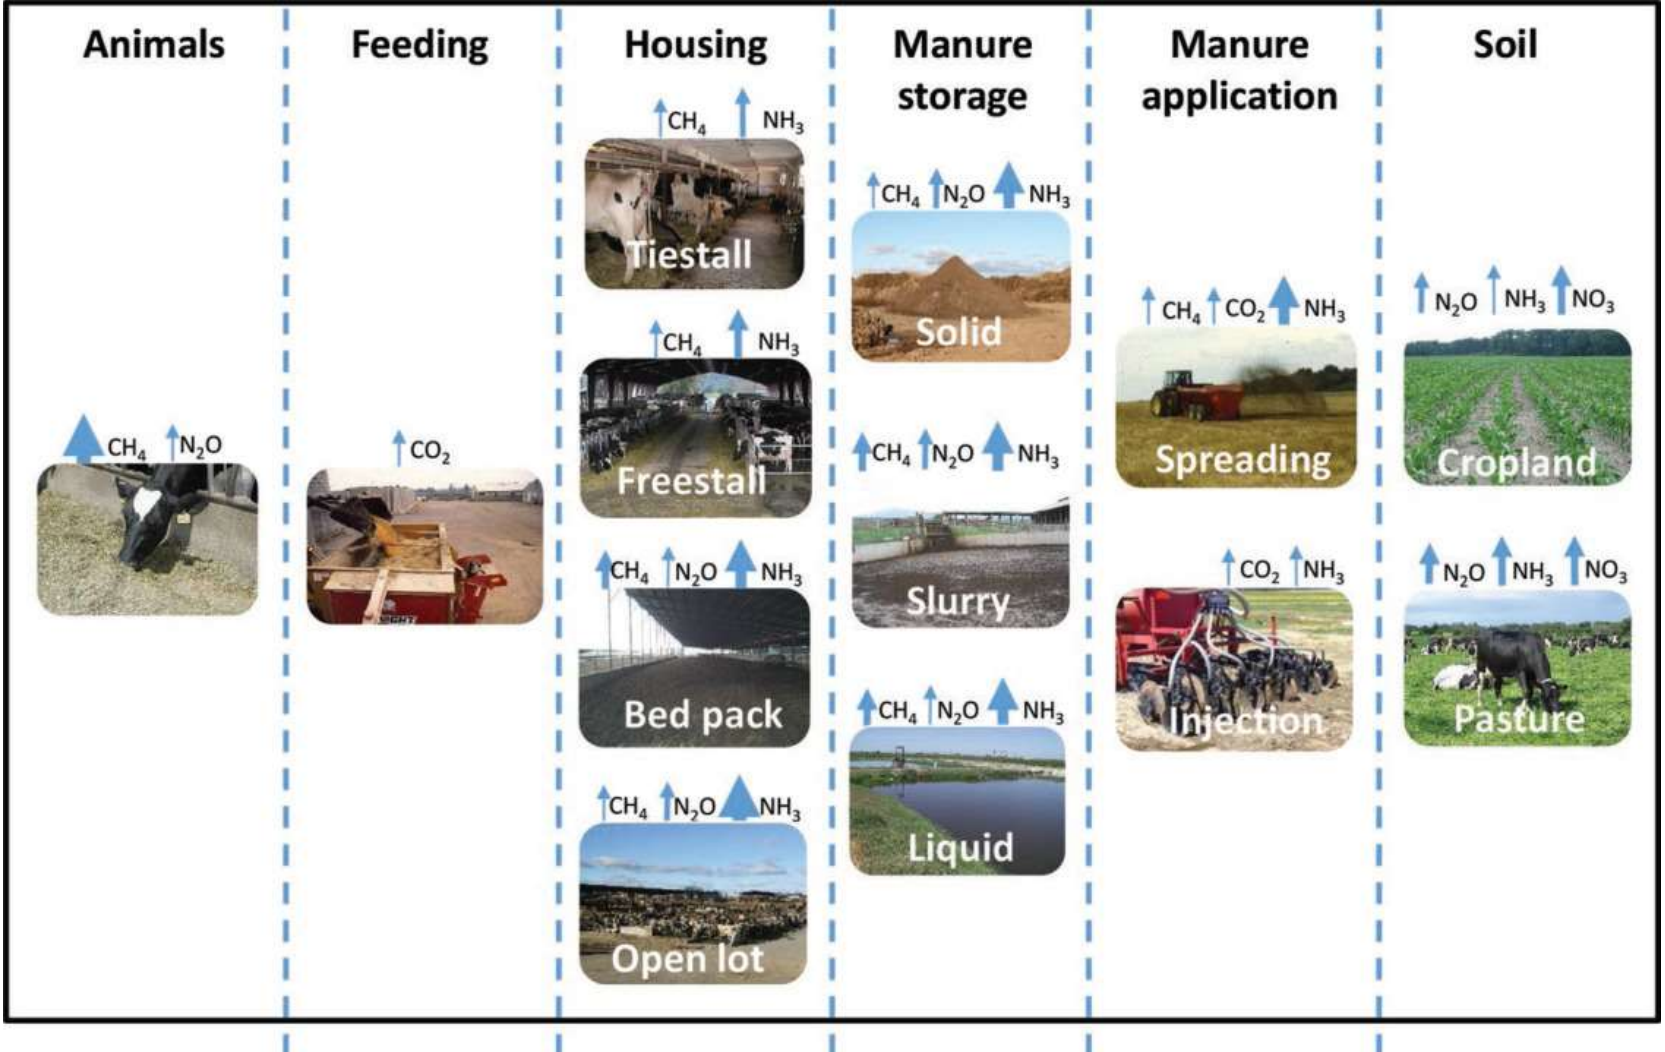 Animals
Feeding
Housing
Manure
storage
Manure
application
Soil
CH₄ N₂O
CO₂
CH₄ NH₃
Tiestall
CH₄ NH₃
Freestall
CH₄ N₂O NH₃
Bed pack
CH₄ N₂O NH₃
Open lot
CH₄ N₂O NH₃
Solid
CH₄ N₂O NH₃
Slurry
CH₄ N₂O NH₃
Liquid
CH₄ CO₂ NH₃
Spreading
CO₂ NH₃
Injection
N₂O NH₃ NO₃
Cropland
N₂O NH₃ NO₃
Pasture